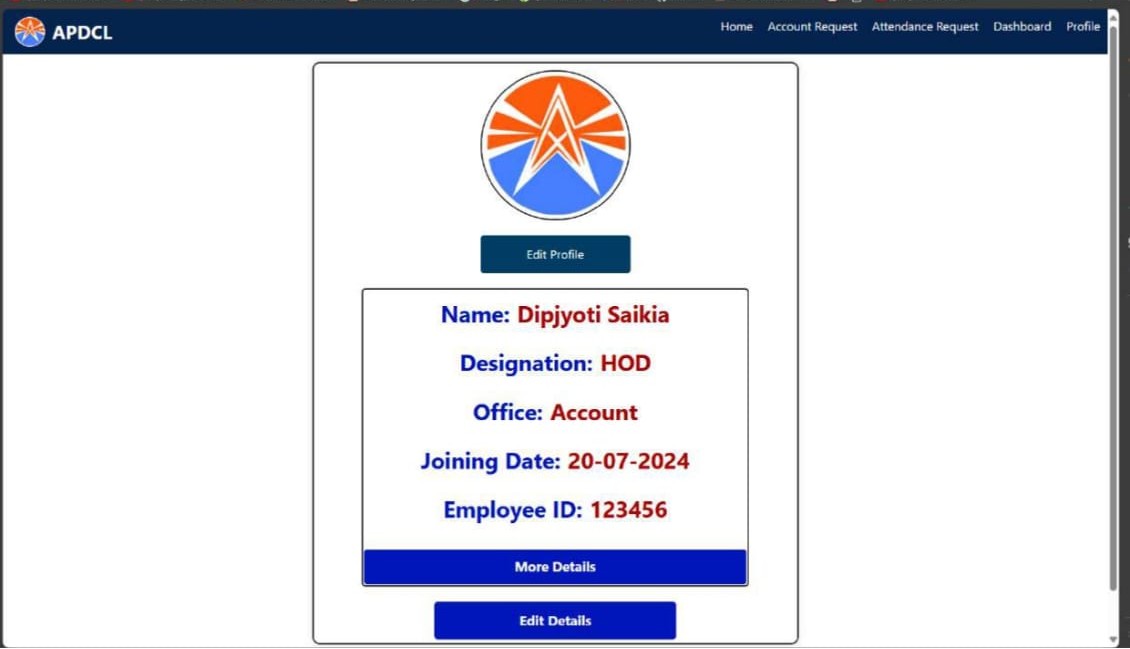 APDCL
Home Account Request Attendance Request Dashboard Profile
Edit Profile
Name: Dipjyoti Saikia
Designation: HOD
Office: Account
Joining Date: 20-07-2024
Employee ID: 123456
More Details
Edit Details